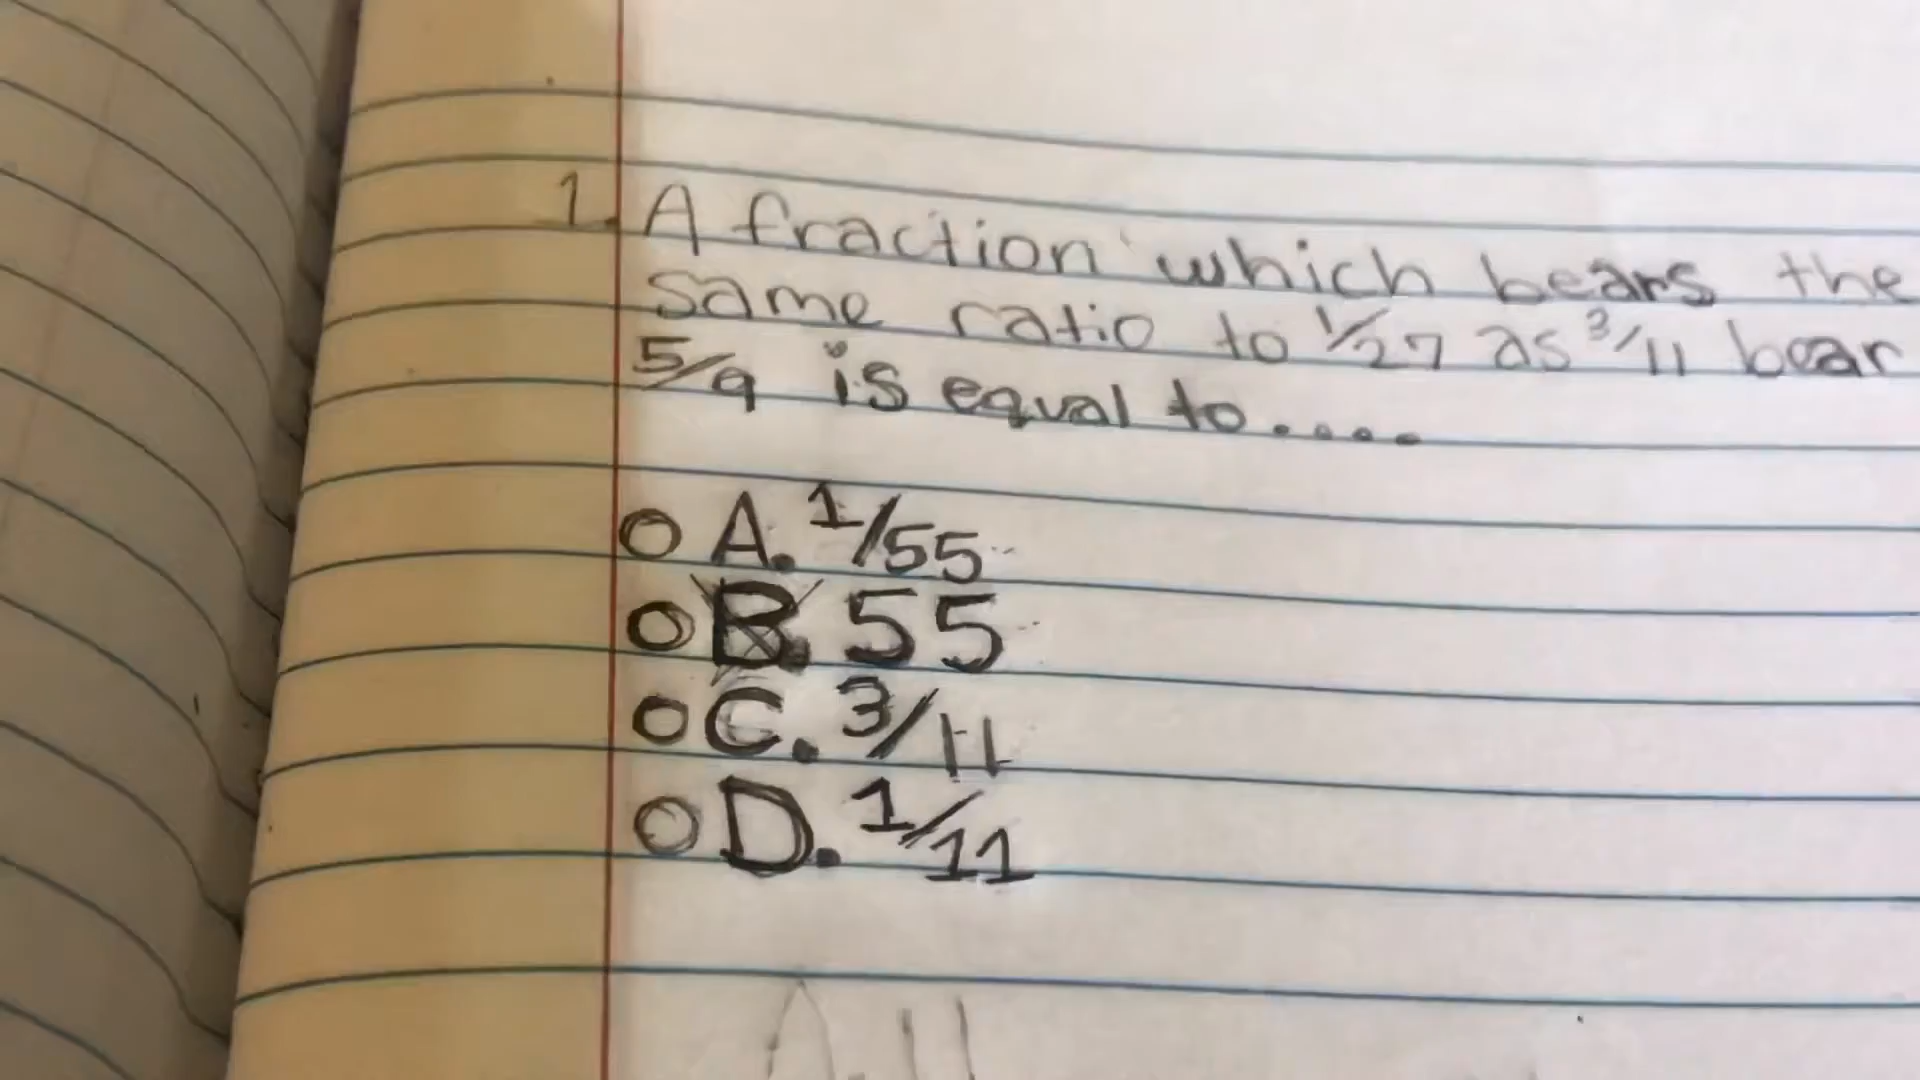 1. A fraction which bears the
same ratio to 1/27 as 3/11 bear
5/9 is equal to....
A. 1/55
B. 55
C. 3/11
D. 1/11